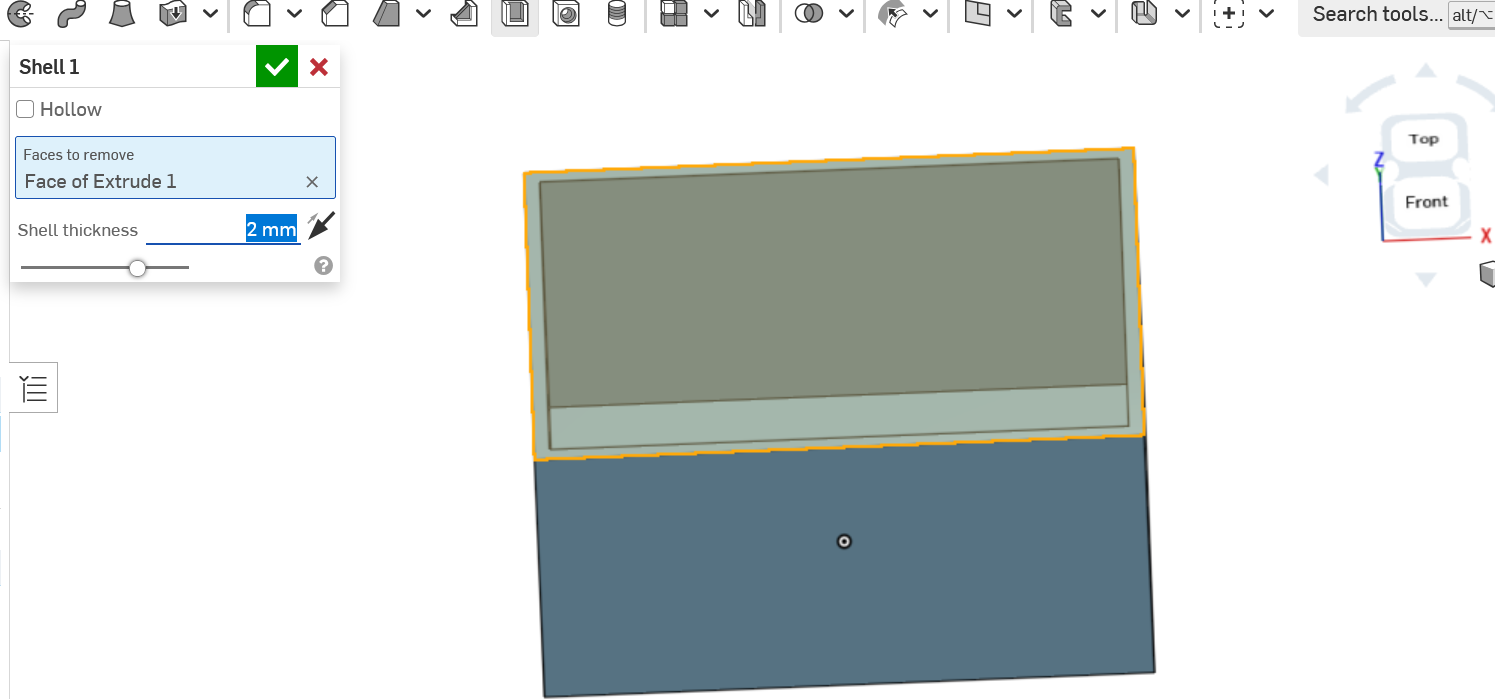 Search tools... alt/⌥
Shell 1
Hollow
Faces to remove
Face of Extrude 1
Shell thickness 2 mm
?
Top
Z
Front
X